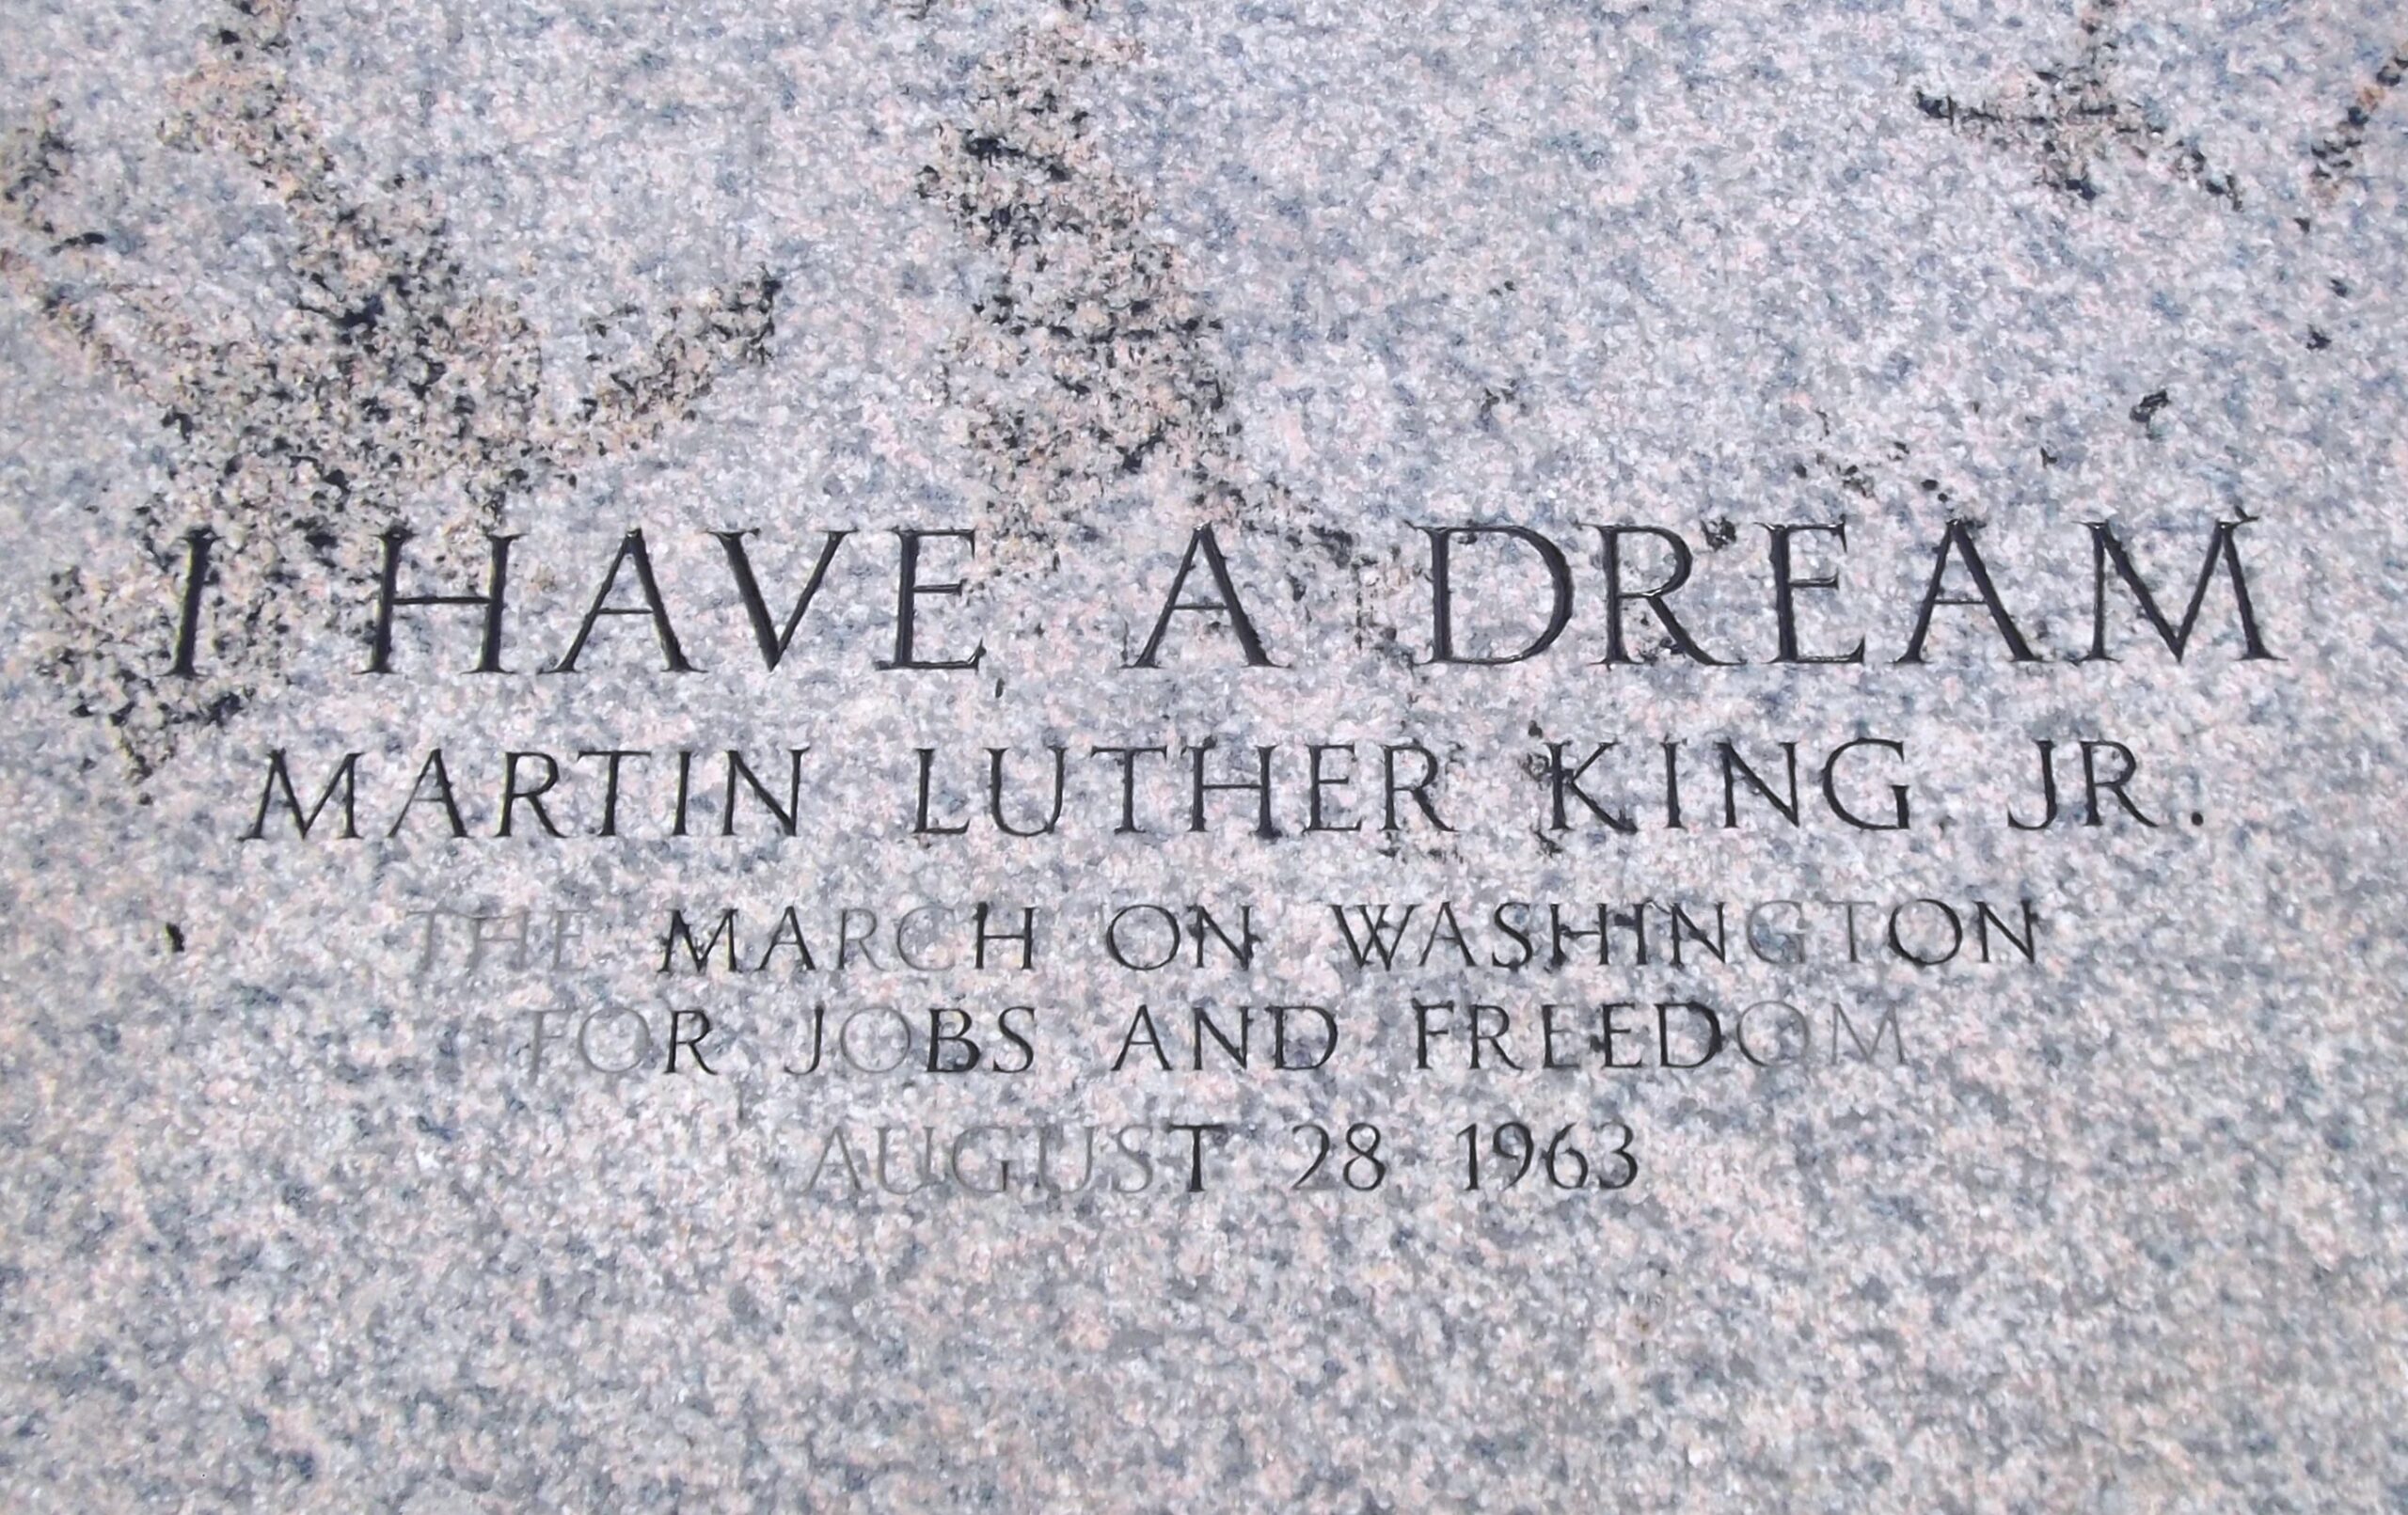 I HAVE A DREAM
MARTIN LUTHER KING JR.
THE MARCH ON WASHINGTON
FOR JOBS AND FREEDOM
AUGUST 28 1963